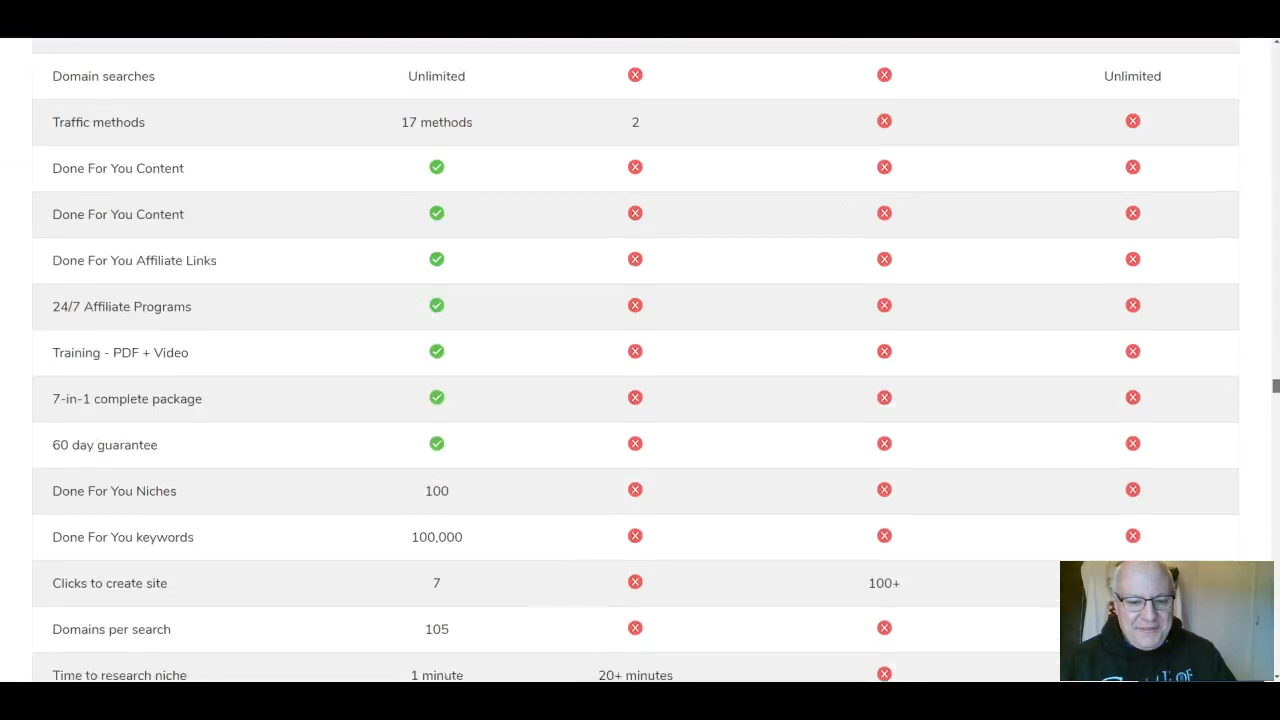 Domain searches Unlimited Unlimited
Traffic methods 17 methods 2
Done For You Content
Done For You Content
Done For You Affiliate Links
24/7 Affiliate Programs
Training - PDF + Video
7-in-1 complete package
60 day guarantee
Done For You Niches 100
Done For You keywords 100,000
Clicks to create site 7 100+
Domains per search 105
Time to research niche 1 minute 20+ minutes